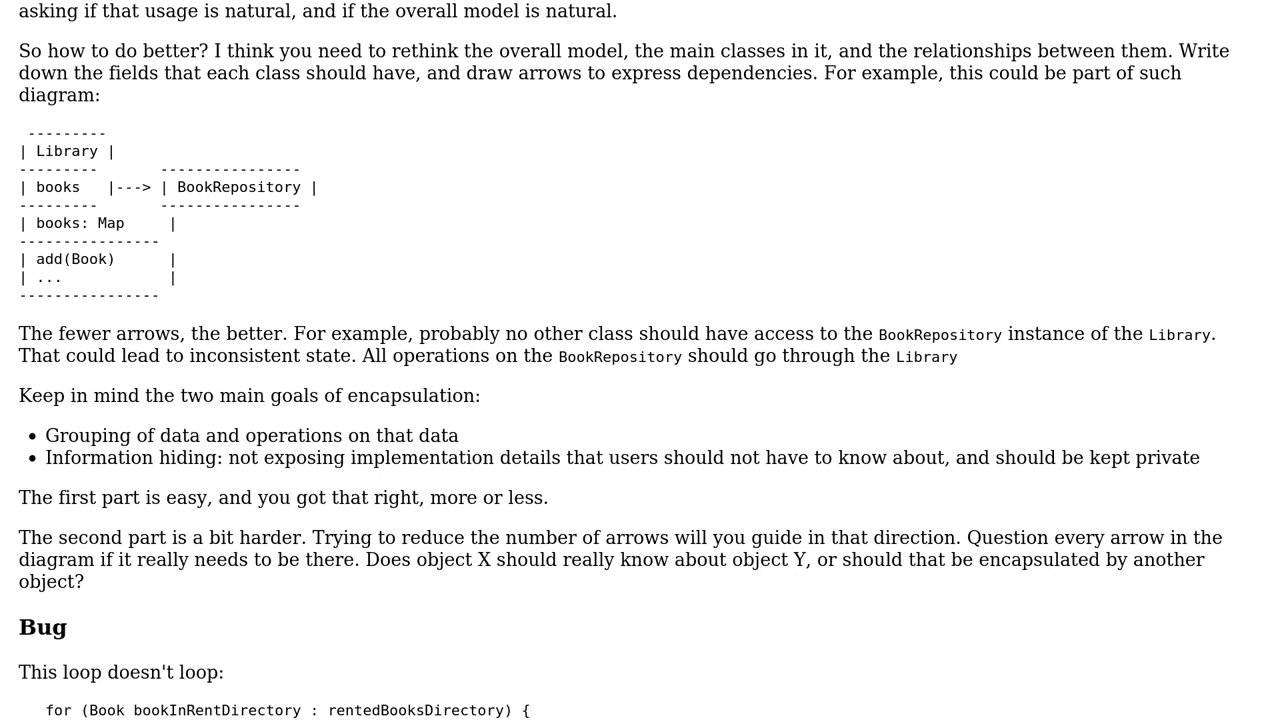 asking if that usage is natural, and if the overall model is natural.
So how to do better? I think you need to rethink the overall model, the main classes in it, and the relationships between them. Write
down the fields that each class should have, and draw arrows to express dependencies. For example, this could be part of such
diagram:
 ---------
| Library |
---------       ----------------
| books   |---> | BookRepository |
---------       ----------------
| books: Map     |
----------------
| add(Book)      |
| ...            |
----------------
The fewer arrows, the better. For example, probably no other class should have access to the BookRepository instance of the Library.
That could lead to inconsistent state. All operations on the BookRepository should go through the Library
Keep in mind the two main goals of encapsulation:
• Grouping of data and operations on that data
• Information hiding: not exposing implementation details that users should not have to know about, and should be kept private
The first part is easy, and you got that right, more or less.
The second part is a bit harder. Trying to reduce the number of arrows will you guide in that direction. Question every arrow in the
diagram if it really needs to be there. Does object X should really know about object Y, or should that be encapsulated by another
object?
Bug
This loop doesn't loop:
for (Book bookInRentDirectory : rentedBooksDirectory) {